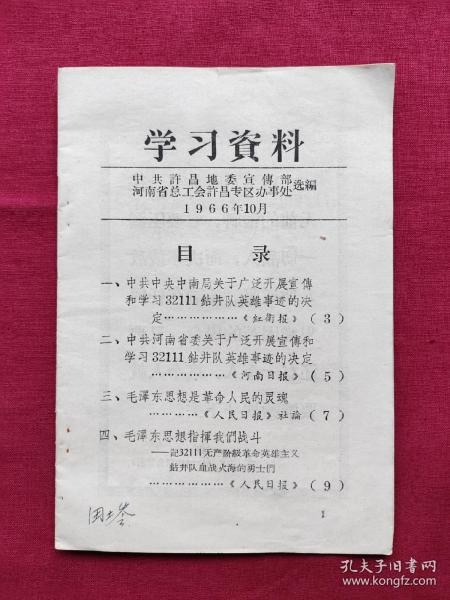 学习資料
中共許昌地委宣傳部
河南省总工会許昌专区办事处
选編
1966年10月
目录
一、中共中央中南局关于广泛开展宣傳
和学习32111鉆井队英雄事迹的决
定………………《紅衛报》(3)
二、中共河南省委关于广泛开展宣傳和
学习32111鉆井队英雄事迹的决定
………………《河南日报》(5)
三、毛澤东思想是革命人民的灵魂
…………《人民日报》社論(7)
四、毛澤东思想指揮我們战斗
——記32111无产阶級革命英雄主义
鉆井队血战火海的勇士們
………………《人民日报》(9)
1
孔夫子旧书网
www.kongfz.com